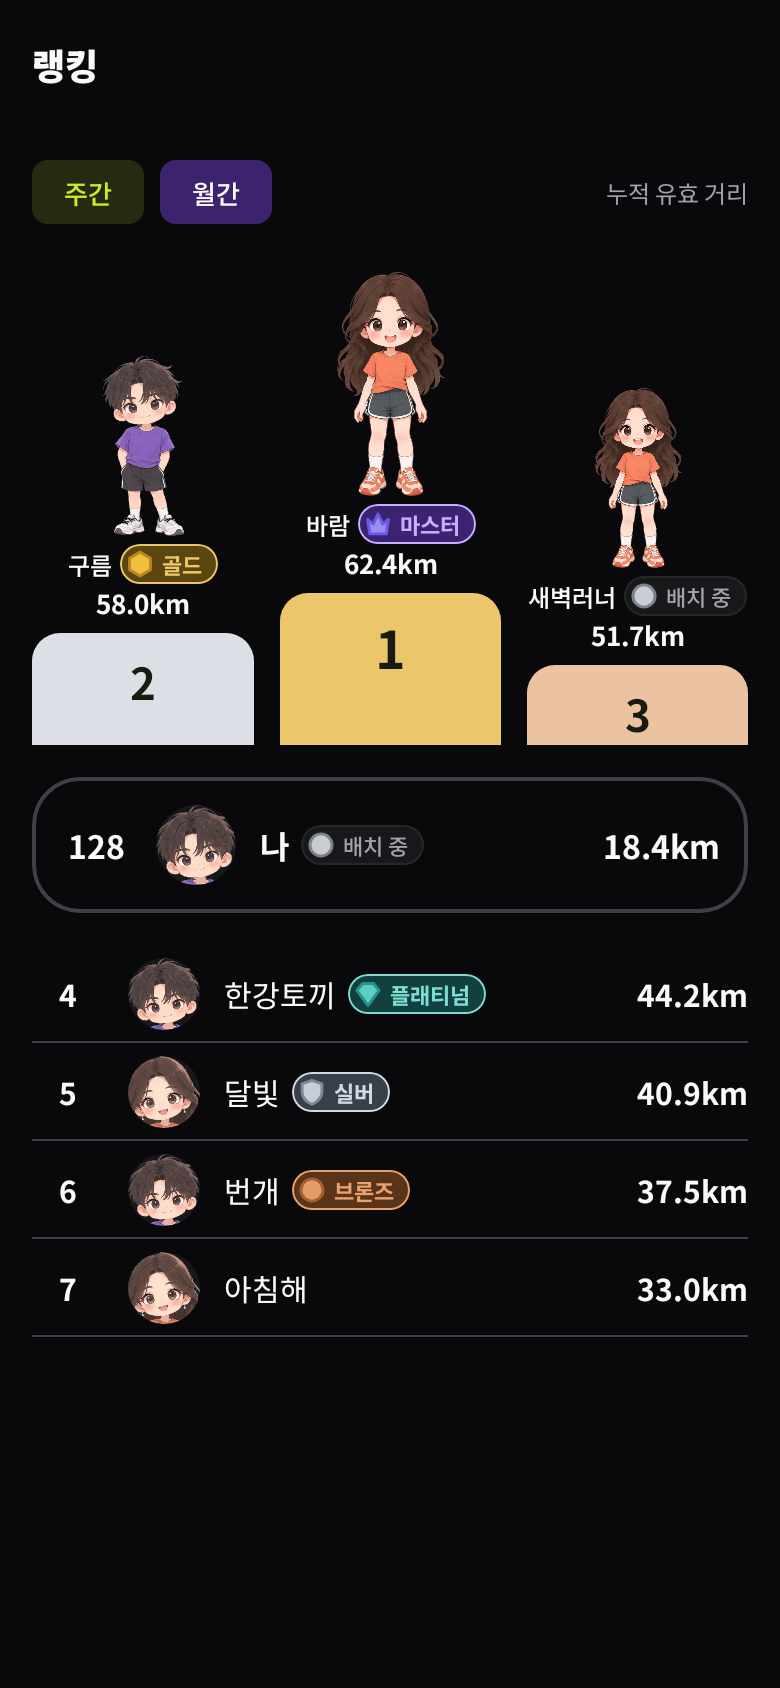 랭킹
주간 월간 누적 유효 거리
바람 마스터
62.4km
1
구름 골드
58.0km
2
새벽러너 배치 중
51.7km
3
128 나 배치 중 18.4km
4 한강토끼 플래티넘 44.2km
5 달빛 실버 40.9km
6 번개 브론즈 37.5km
7 아침해 33.0km